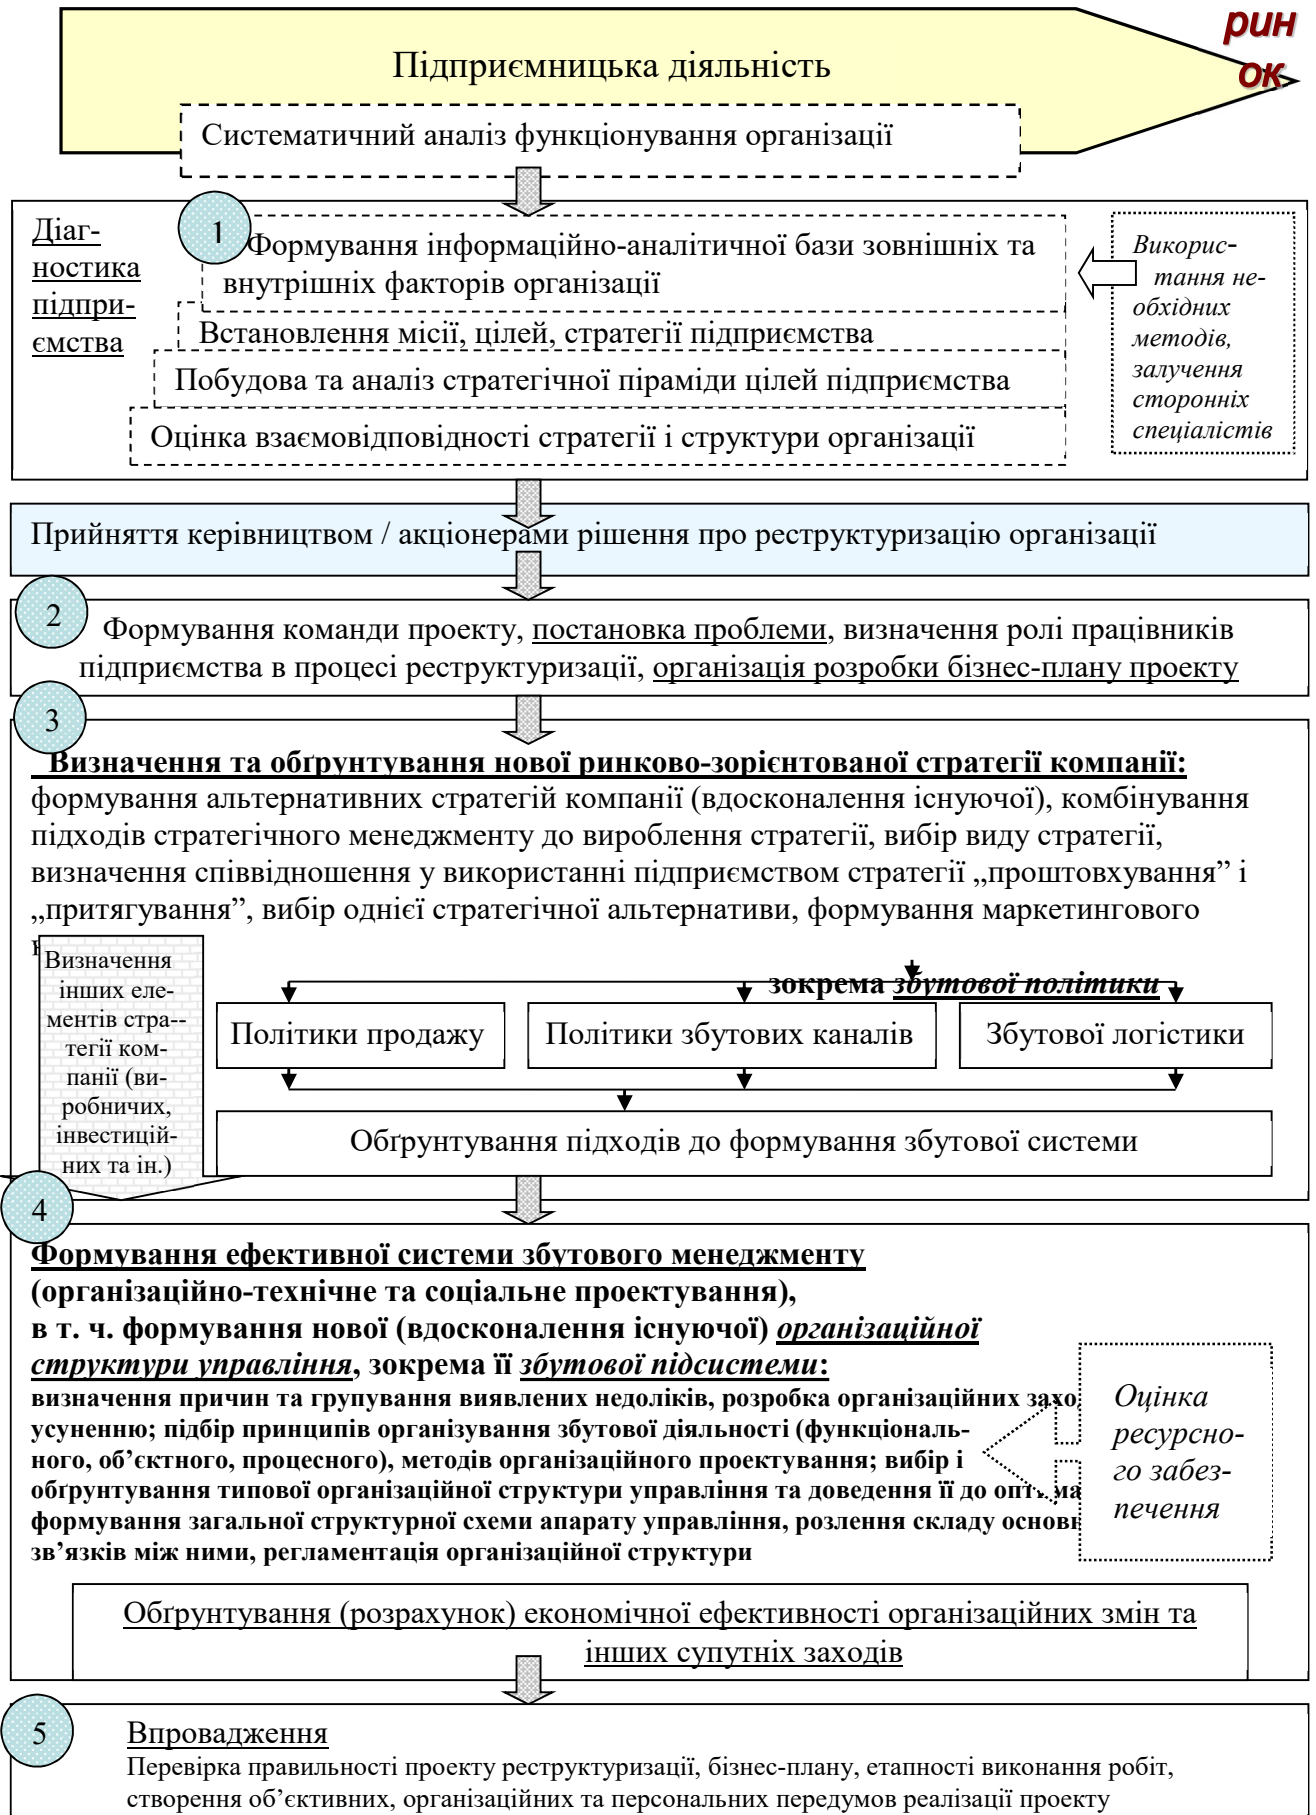 рин
ок
Підприємницька діяльність
Систематичний аналіз функціонування організації
Діаг-
ностика
підпри-
ємства
1
Формування інформаційно-аналітичної бази зовнішніх та
внутрішніх факторів організації
Встановлення місії, цілей, стратегії підприємства
Побудова та аналіз стратегічної піраміди цілей підприємства
Оцінка взаємовідповідності стратегії і структури організації
Викорис-
тання не-
обхідних
методів,
залучення
сторонніх
спеціалістів
Прийняття керівництвом / акціонерами рішення про реструктуризацію організації
2
Формування команди проекту, постановка проблеми, визначення ролі працівників
підприємства в процесі реструктуризації, організація розробки бізнес-плану проекту
3
Визначення та обґрунтування нової ринково-зорієнтованої стратегії компанії:
формування альтернативних стратегій компанії (вдосконалення існуючої), комбінування
підходів стратегічного менеджменту до вироблення стратегії, вибір виду стратегії,
визначення співвідношення у використанні підприємством стратегії „проштовхування” і
„притягування”, вибір однієї стратегічної альтернативи, формування маркетингового
Визначення
інших еле-
ментів стра--
тегії ком-
панії (ви-
робничих,
інвестицій-
них та ін.)
зокрема збутової політики
Політики продажу
Політики збутових каналів
Збутової логістики
Обґрунтування підходів до формування збутової системи
4
Формування ефективної системи збутового менеджменту
(організаційно-технічне та соціальне проектування),
в т. ч. формування нової (вдосконалення існуючої) організаційної
структури управління, зокрема її збутової підсистеми:
визначення причин та групування виявлених недоліків, розробка організаційних
усуненню; підбір принципів організування збутової діяльності (функціональ-
ного, об’єктного, процесного), методів організаційного проектування; вибір і
обґрунтування типової організаційної структури управління та доведення її до
формування загальної структурної схеми апарату управління, розлення складу
зв’язків між ними, регламентація організаційної структури
Оцінка
ресурсно-
го забез-
печення
Обґрунтування (розрахунок) економічної ефективності організаційних змін та
інших супутніх заходів
5
Впровадження
Перевірка правильності проекту реструктуризації, бізнес-плану, етапності виконання робіт,
створення об’єктивних, організаційних та персональних передумов реалізації проекту